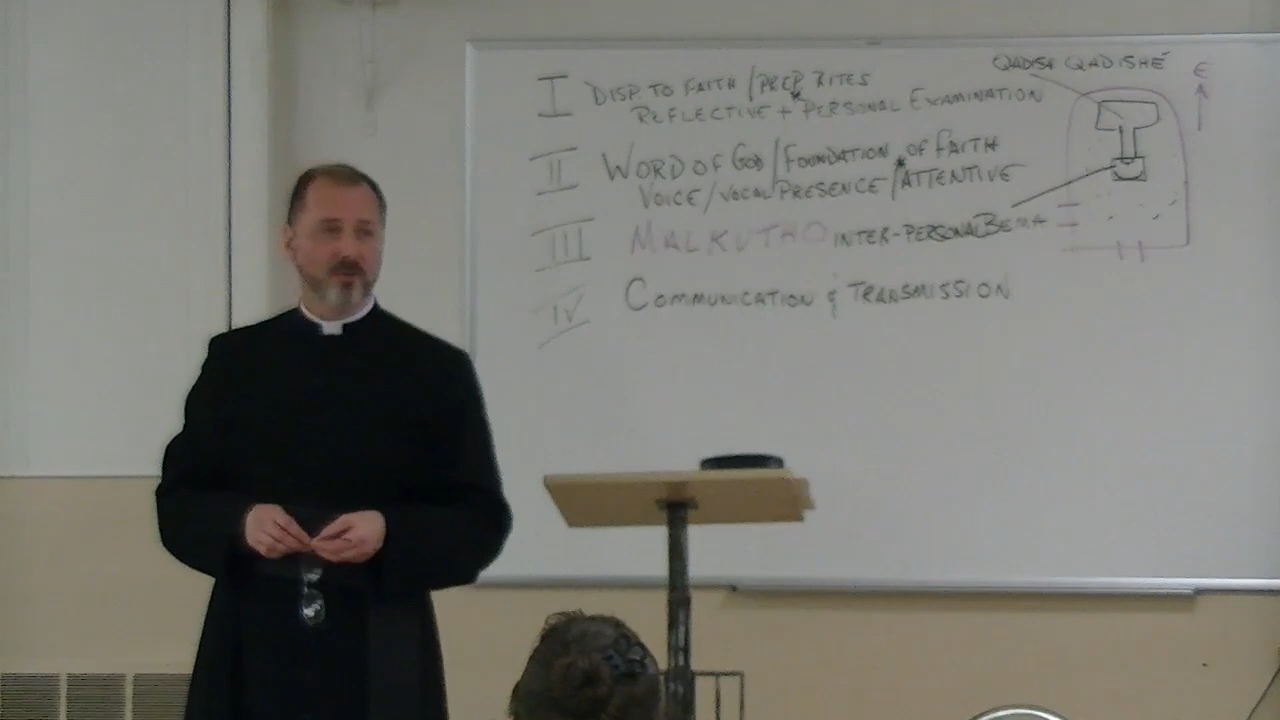 QADISH QADISHÉ
E
I DISP TO FAITH / PREP RITES
REFLECTIVE + PERSONAL EXAMINATION
II WORD OF GOD / FOUNDATION OF FAITH
VOICE / VOCAL PRESENCE / ATTENTIVE
III MALKUTHO INTER-PERSONAL BEMA
IV COMMUNICATION & TRANSMISSION